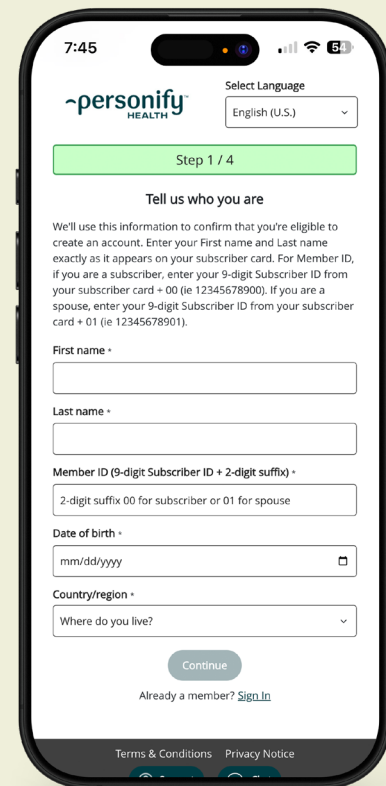 7:45
54
personify
HEALTH
Select Language
English (U.S.)
Step 1 / 4
Tell us who you are
We'll use this information to confirm that you're eligible to
create an account. Enter your First name and Last name
exactly as it appears on your subscriber card. For Member ID,
if you are a subscriber, enter your 9-digit Subscriber ID from
your subscriber card + 00 (ie 12345678900). If you are a
spouse, enter your 9-digit Subscriber ID from your subscriber
card + 01 (ie 12345678901).
First name *
Last name *
Member ID (9-digit Subscriber ID + 2-digit suffix) *
2-digit suffix 00 for subscriber or 01 for spouse
Date of birth *
mm/dd/yyyy
Country/region *
Where do you live?
Continue
Already a member? Sign In
Terms & Conditions Privacy Notice